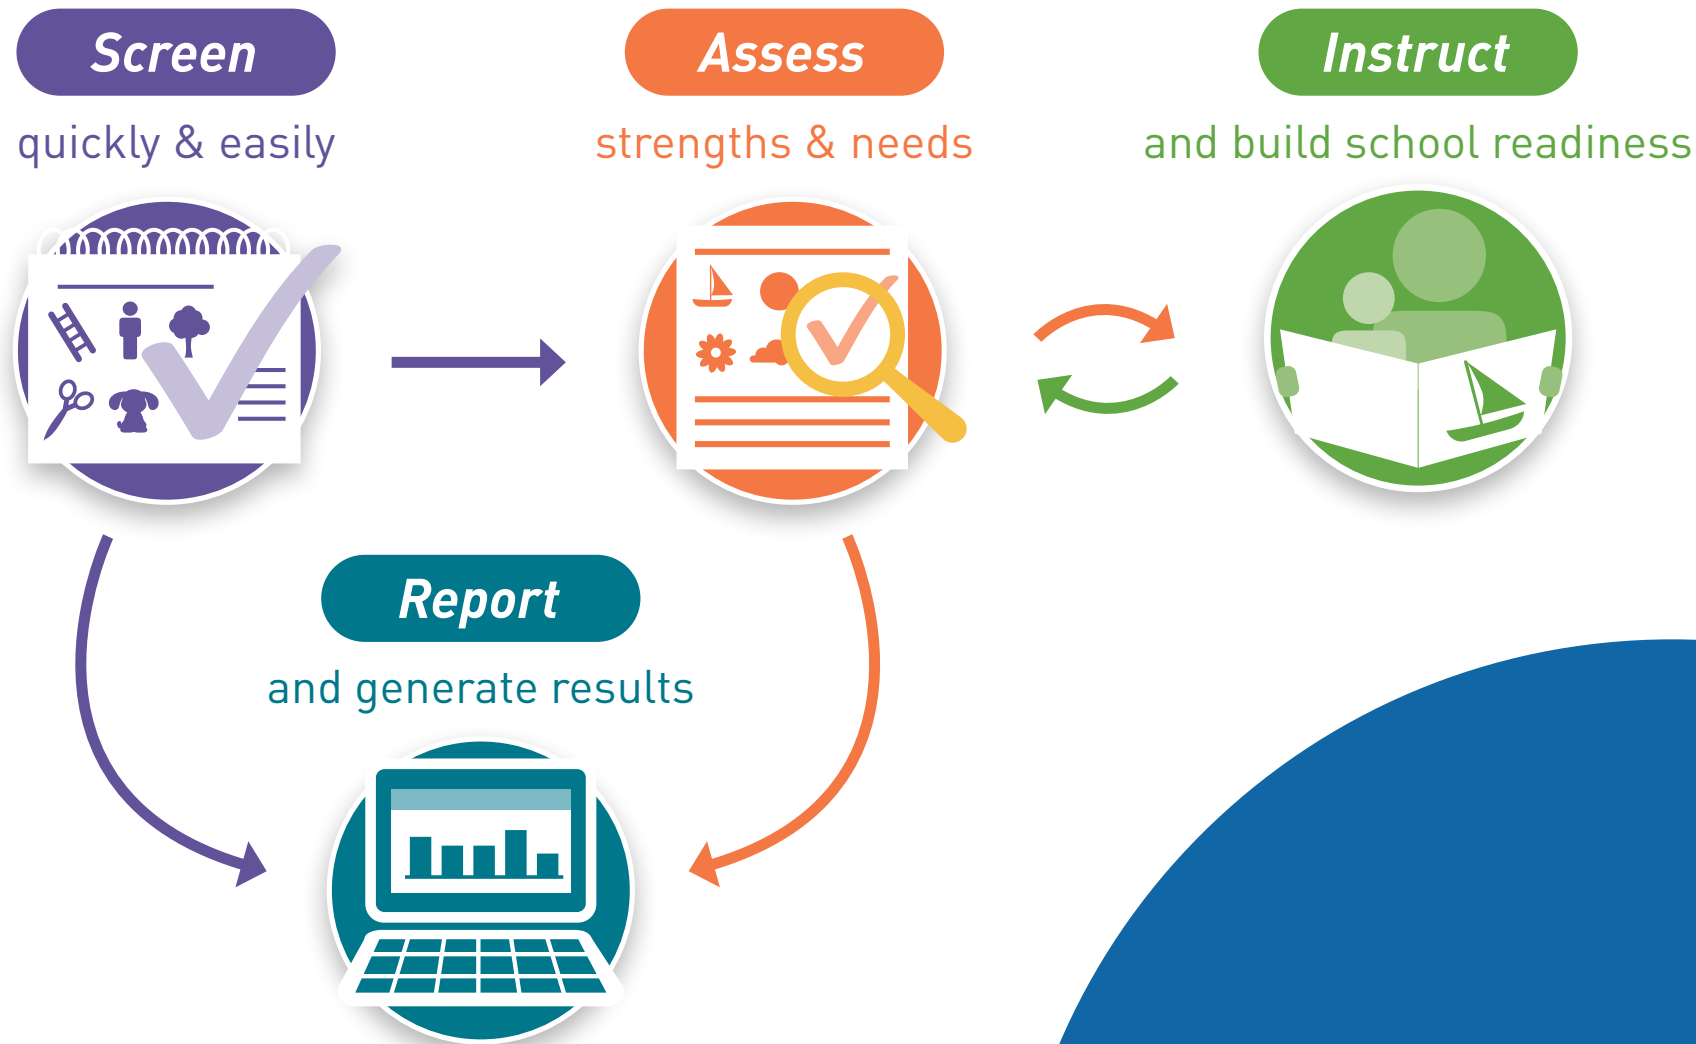 Screen
quickly & easily
Assess
strengths & needs
Instruct
and build school readiness
Report
and generate results